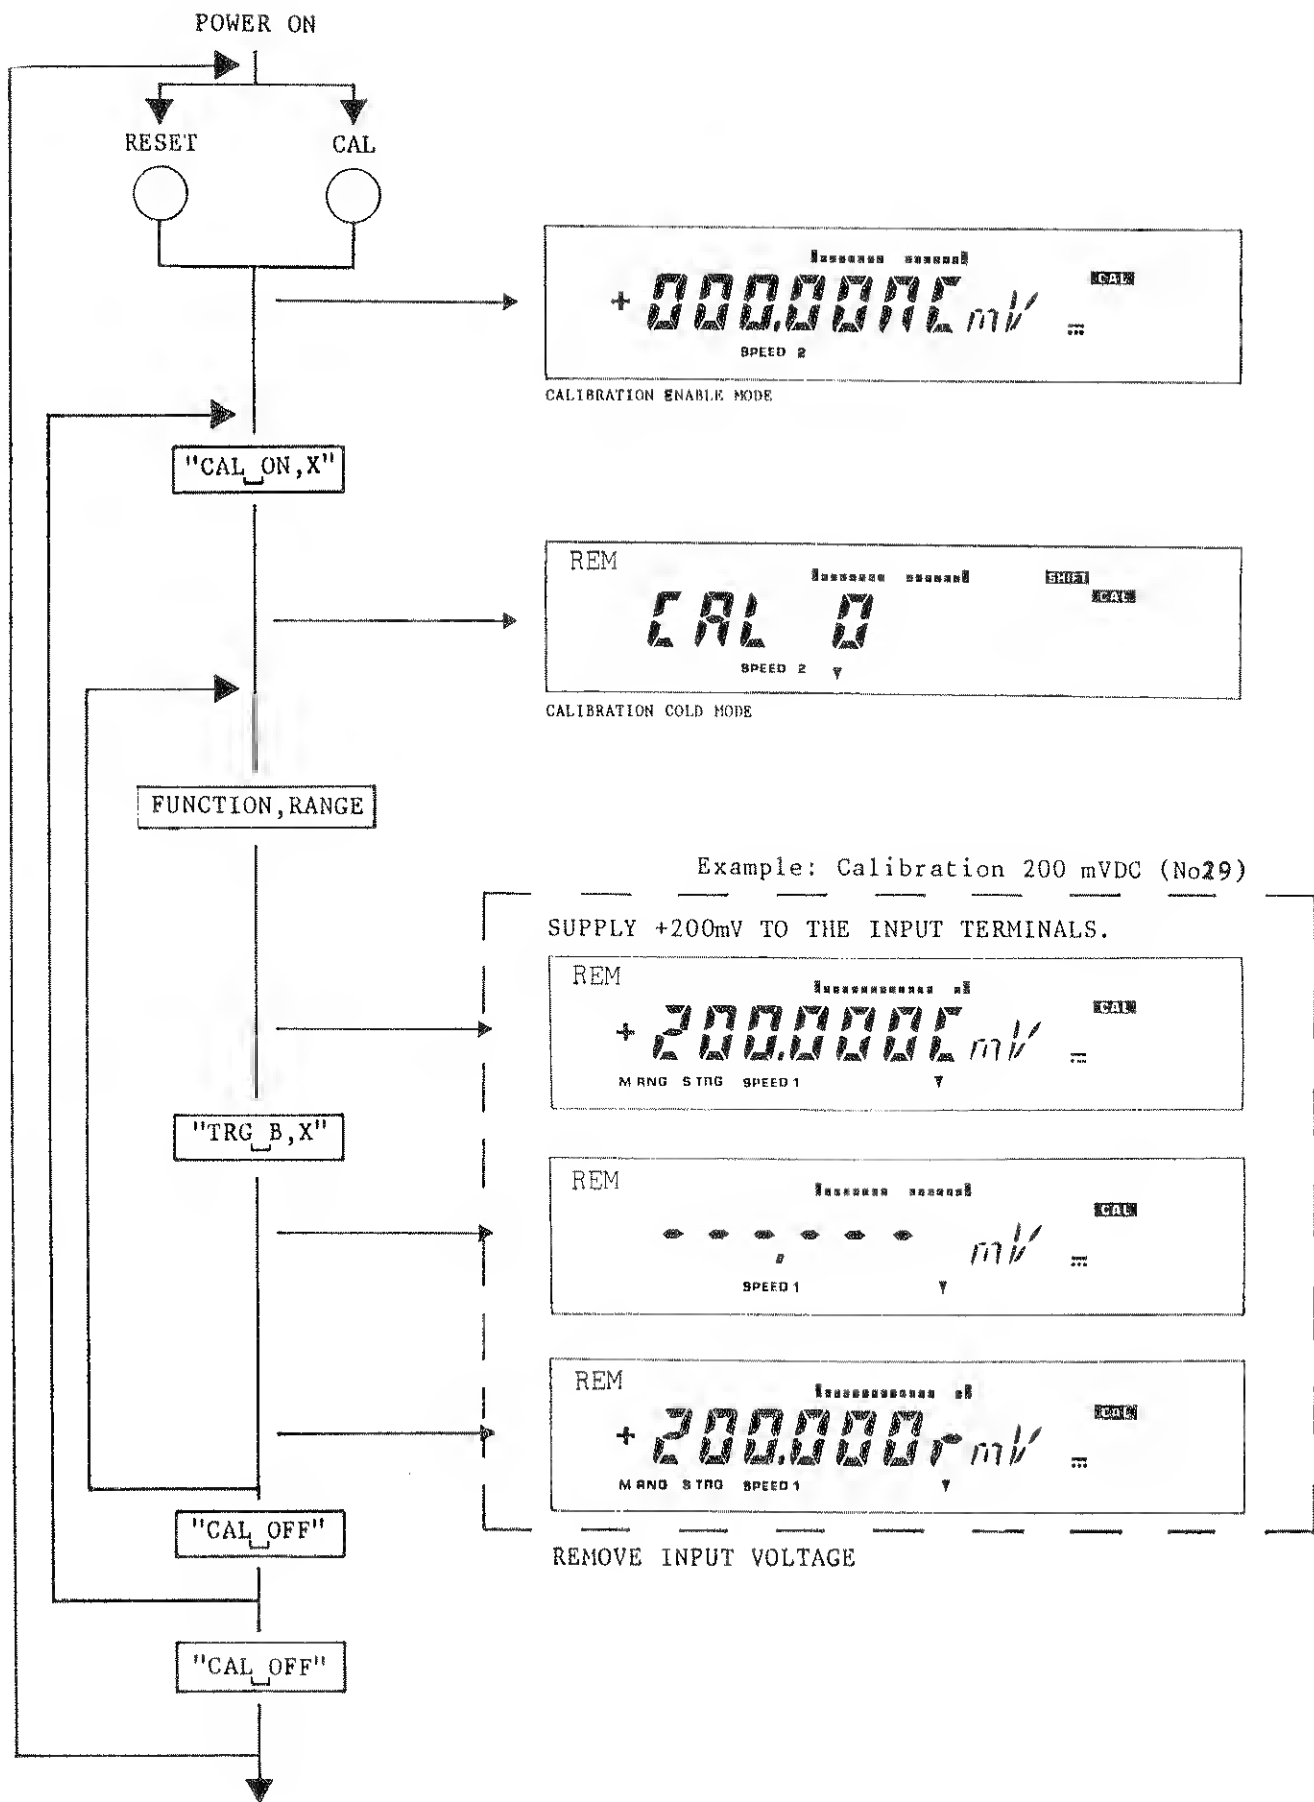 POWER ON
RESET CAL
+000.00NC mV
CAL
SPEED 2
CALIBRATION ENABLE MODE
"CAL␣ON,X"
REM
SHIFT
CAL
CAL 0
SPEED 2
CALIBRATION COLD MODE
FUNCTION,RANGE
Example: Calibration 200 mVDC (No29)
SUPPLY +200mV TO THE INPUT TERMINALS.
REM
CAL
+200.000C mV
M RNG S TRG SPEED 1
"TRG␣B,X"
REM
CAL
- - - . - - - mV
SPEED 1
REM
CAL
+200.000r mV
M RNG S TRG SPEED 1
"CAL␣OFF"
REMOVE INPUT VOLTAGE
"CAL␣OFF"